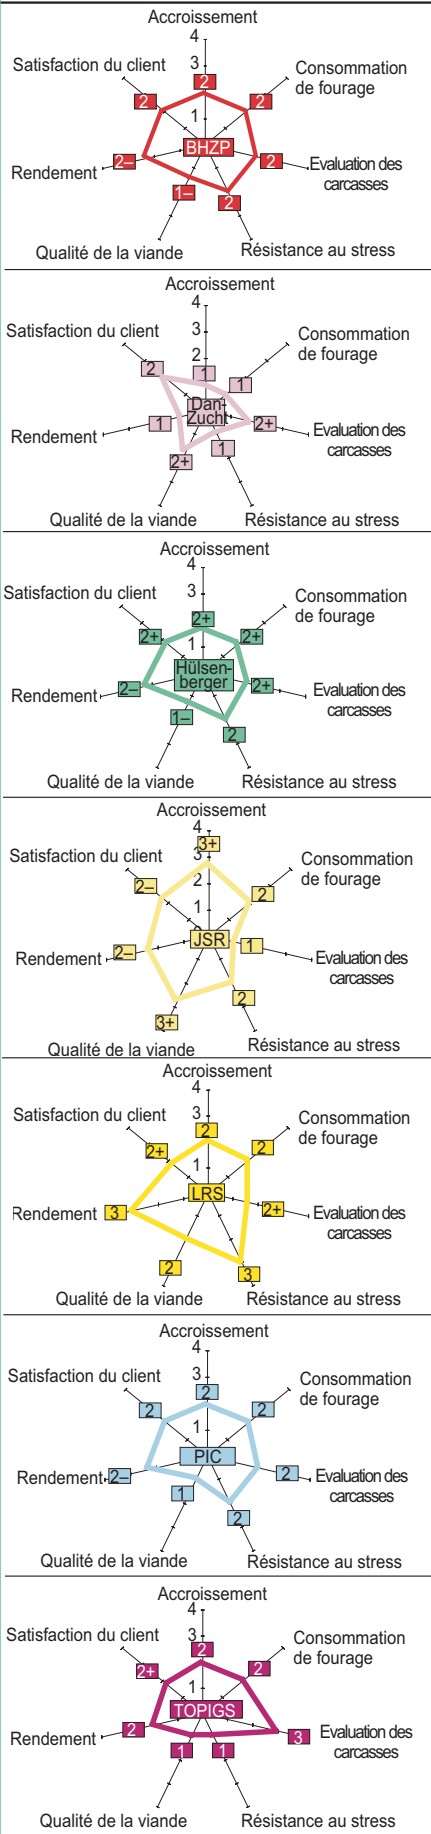 Accroissement
4
3
Satisfaction du client
Consommation
de fourage
2
2
2
1
BHZP
2–
2
Rendement
Evaluation des
carcasses
1–
2
Qualité de la viande
Résistance au stress
Accroissement
4
3
Satisfaction du client
Consommation
de fourage
2
2
1
1
Dan-
Zucht
1
2+
Rendement
Evaluation des
carcasses
2+
1
Qualité de la viande
Résistance au stress
Accroissement
4
3
Satisfaction du client
Consommation
de fourage
2+
2+
2+
1
Hülsen-
berger
2–
2+
Rendement
Evaluation des
carcasses
1–
2
Qualité de la viande
Résistance au stress
Accroissement
4
3+
3
Satisfaction du client
Consommation
de fourage
2
2–
2
1
JSR
2–
1
Rendement
Evaluation des
carcasses
3+
2
Qualité de la viande
Résistance au stress
Accroissement
4
3
Satisfaction du client
Consommation
de fourage
2
2+
2
1
LRS
3
2+
Rendement
Evaluation des
carcasses
2
3
Qualité de la viande
Résistance au stress
Accroissement
4
3
Satisfaction du client
Consommation
de fourage
2
2
2
1
PIC
2–
2
Rendement
Evaluation des
carcasses
1
2
Qualité de la viande
Résistance au stress
Accroissement
4
3
Satisfaction du client
Consommation
de fourage
2
2+
2
1
TOPIGS
2
3
Rendement
Evaluation des
carcasses
1
1
Qualité de la viande
Résistance au stress